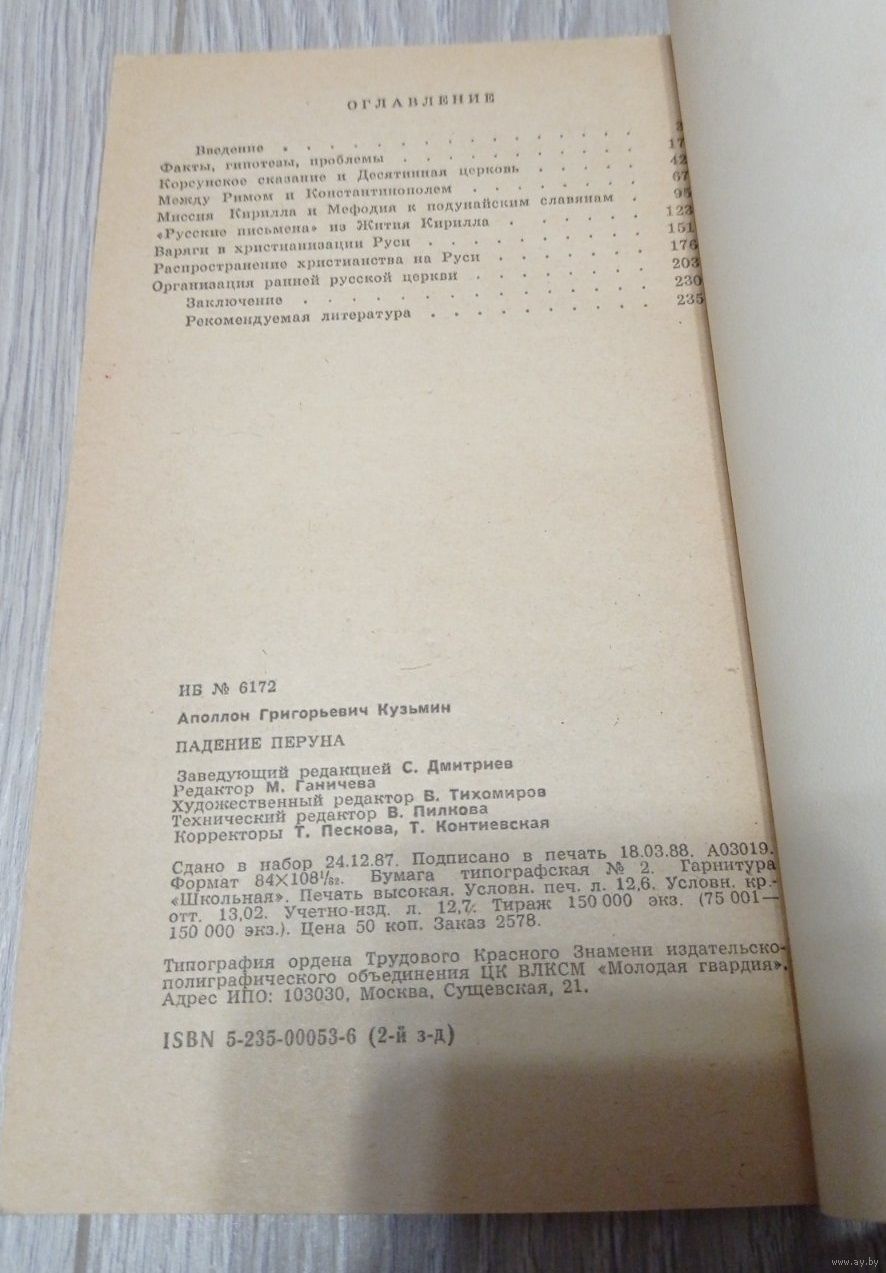 ОГЛАВЛЕНИЕ
Введение . . . . . . . . . . . . . 3
Факты, гипотезы, проблемы . . . . . . . . . 17
Корсунское сказание и Десятинная церковь . . . . . 42
Между Римом и Константинополем . . . . . . . 67
Миссия Кирилла и Мефодия к подунайским славянам . 95
«Русские письмена» из Жития Кирилла . . . . . . 123
Варяги в христианизации Руси . . . . . . . . 151
Распространение христианства на Руси . . . . . . 176
Организация ранней русской церкви . . . . . . . 203
Заключение . . . . . . . . . . . . 230
Рекомендуемая литература . . . . . . . . 235
ИБ № 6172
Аполлон Григорьевич Кузьмин
ПАДЕНИЕ ПЕРУНА
Заведующий редакцией С. Дмитриев
Редактор М. Ганичева
Художественный редактор В. Тихомиров
Технический редактор В. Пилкова
Корректоры Т. Пескова, Т. Контиевская
Сдано в набор 24.12.87. Подписано в печать 18.03.88. А03019.
Формат 84×108¹/₃₂. Бумага типографская № 2. Гарнитура
«Школьная». Печать высокая. Условн. печ. л. 12,6. Условн. кр.-
отт. 13,02. Учетно-изд. л. 12,7. Тираж 150 000 экз. (75 001—
150 000 экз.). Цена 50 коп. Заказ 2578.
Типография ордена Трудового Красного Знамени издательско-
полиграфического объединения ЦК ВЛКСМ «Молодая гвардия».
Адрес ИПО: 103030, Москва, Сущевская, 21.
ISBN 5-235-00053-6 (2-й з-д)
www.ay.by